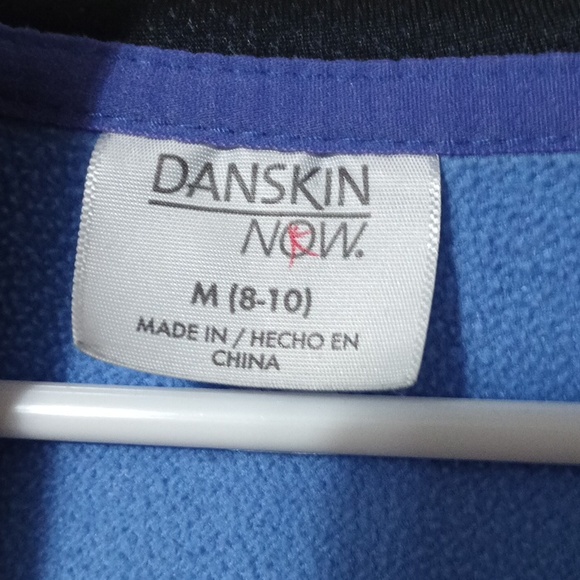 DANSKIN
NOW.
M (8-10)
MADE IN / HECHO EN
CHINA